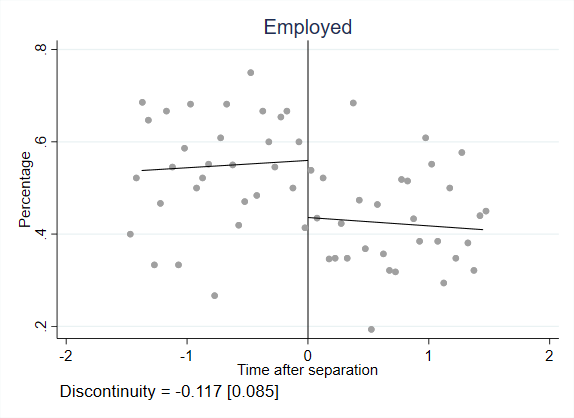 Employed
Percentage
.8
.6
.4
.2
-2 -1 0 1 2
Time after separation
Discontinuity = -0.117 [0.085]